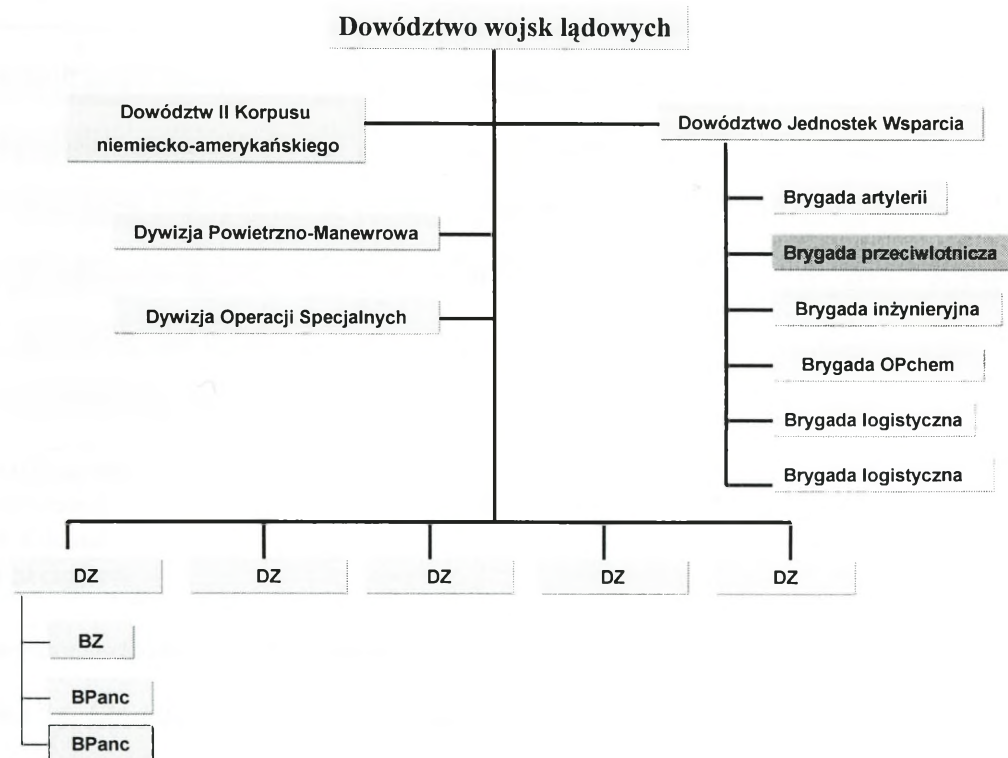 Dowództwo wojsk lądowych
Dowództw II Korpusu
niemiecko-amerykańskiego
Dowództwo Jednostek Wsparcia
Brygada artylerii
Dywizja Powietrzno-Manewrowa
Brygada przeciwlotnicza
Dywizja Operacji Specjalnych
Brygada inżynieryjna
Brygada OPchem
Brygada logistyczna
Brygada logistyczna
DZ DZ DZ DZ DZ
BZ
BPanc
BPanc